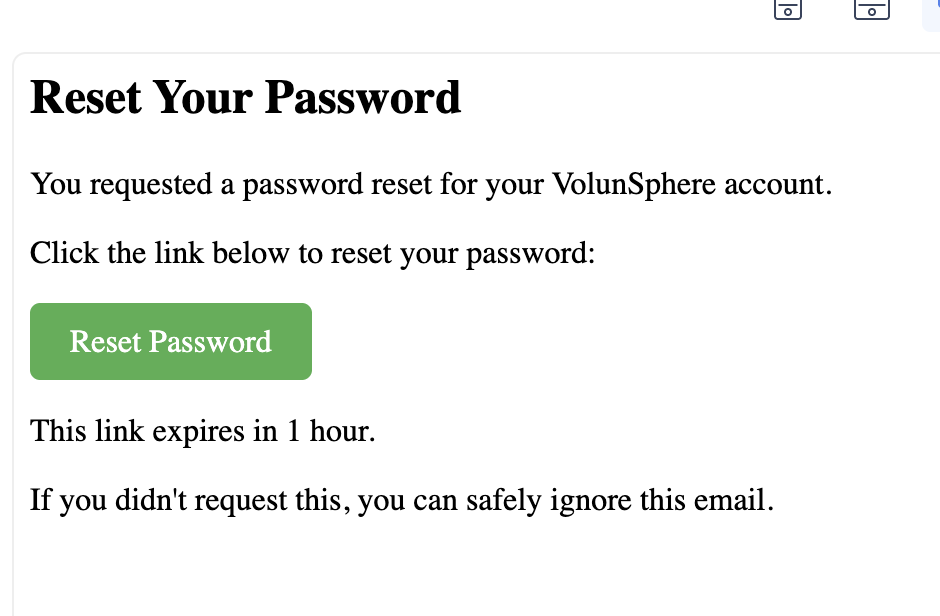 Reset Your Password
You requested a password reset for your VolunSphere account.
Click the link below to reset your password:
Reset Password
This link expires in 1 hour.
If you didn't request this, you can safely ignore this email.